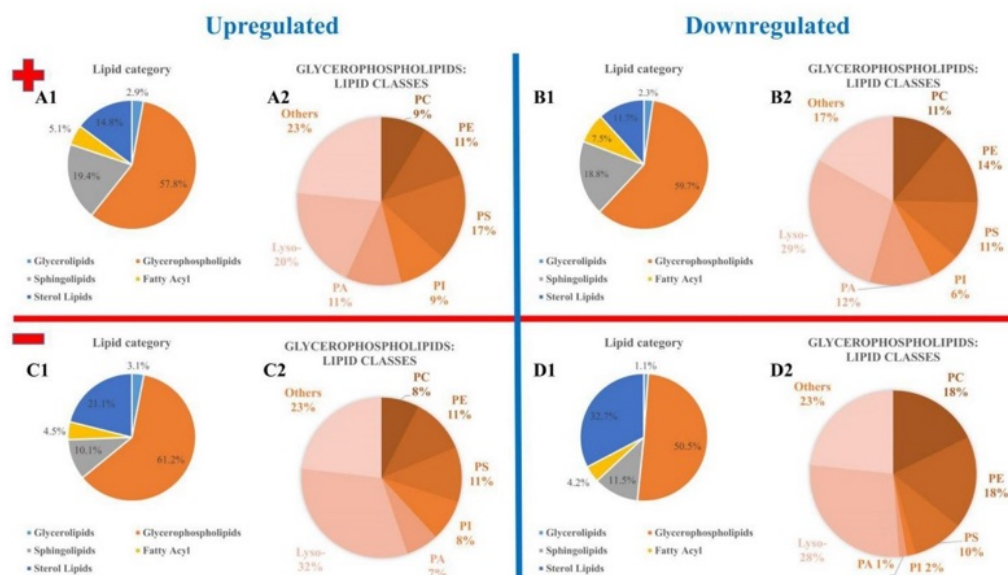 Upregulated
Downregulated
A1
Lipid category
2.9%
14.8%
5.1%
19.4%
57.8%
Glycerolipids
Glycerophospholipids
Sphingolipids
Fatty Acyl
Sterol Lipids
A2
GLYCEROPHOSPHOLIPIDS:
LIPID CLASSES
PC
9%
PE
11%
PS
17%
PI
9%
PA
11%
Lyso-
20%
Others
23%
B1
Lipid category
2.3%
11.7%
7.5%
18.8%
59.7%
Glycerolipids
Glycerophospholipids
Sphingolipids
Fatty Acyl
Sterol Lipids
B2
GLYCEROPHOSPHOLIPIDS:
LIPID CLASSES
PC
11%
PE
14%
PS
11%
PI
6%
PA
12%
Lyso-
29%
Others
17%
C1
Lipid category
3.1%
21.1%
4.5%
10.1%
61.2%
Glycerolipids
Glycerophospholipids
Sphingolipids
Fatty Acyl
Sterol Lipids
C2
GLYCEROPHOSPHOLIPIDS:
LIPID CLASSES
PC
8%
PE
11%
PS
11%
PI
8%
PA
7%
Lyso-
32%
Others
23%
D1
Lipid category
1.1%
32.7%
4.2%
11.5%
50.5%
Glycerolipids
Glycerophospholipids
Sphingolipids
Fatty Acyl
Sterol Lipids
D2
GLYCEROPHOSPHOLIPIDS:
LIPID CLASSES
PC
18%
PE
18%
PS
10%
PI 2%
PA 1%
Lyso-
28%
Others
23%